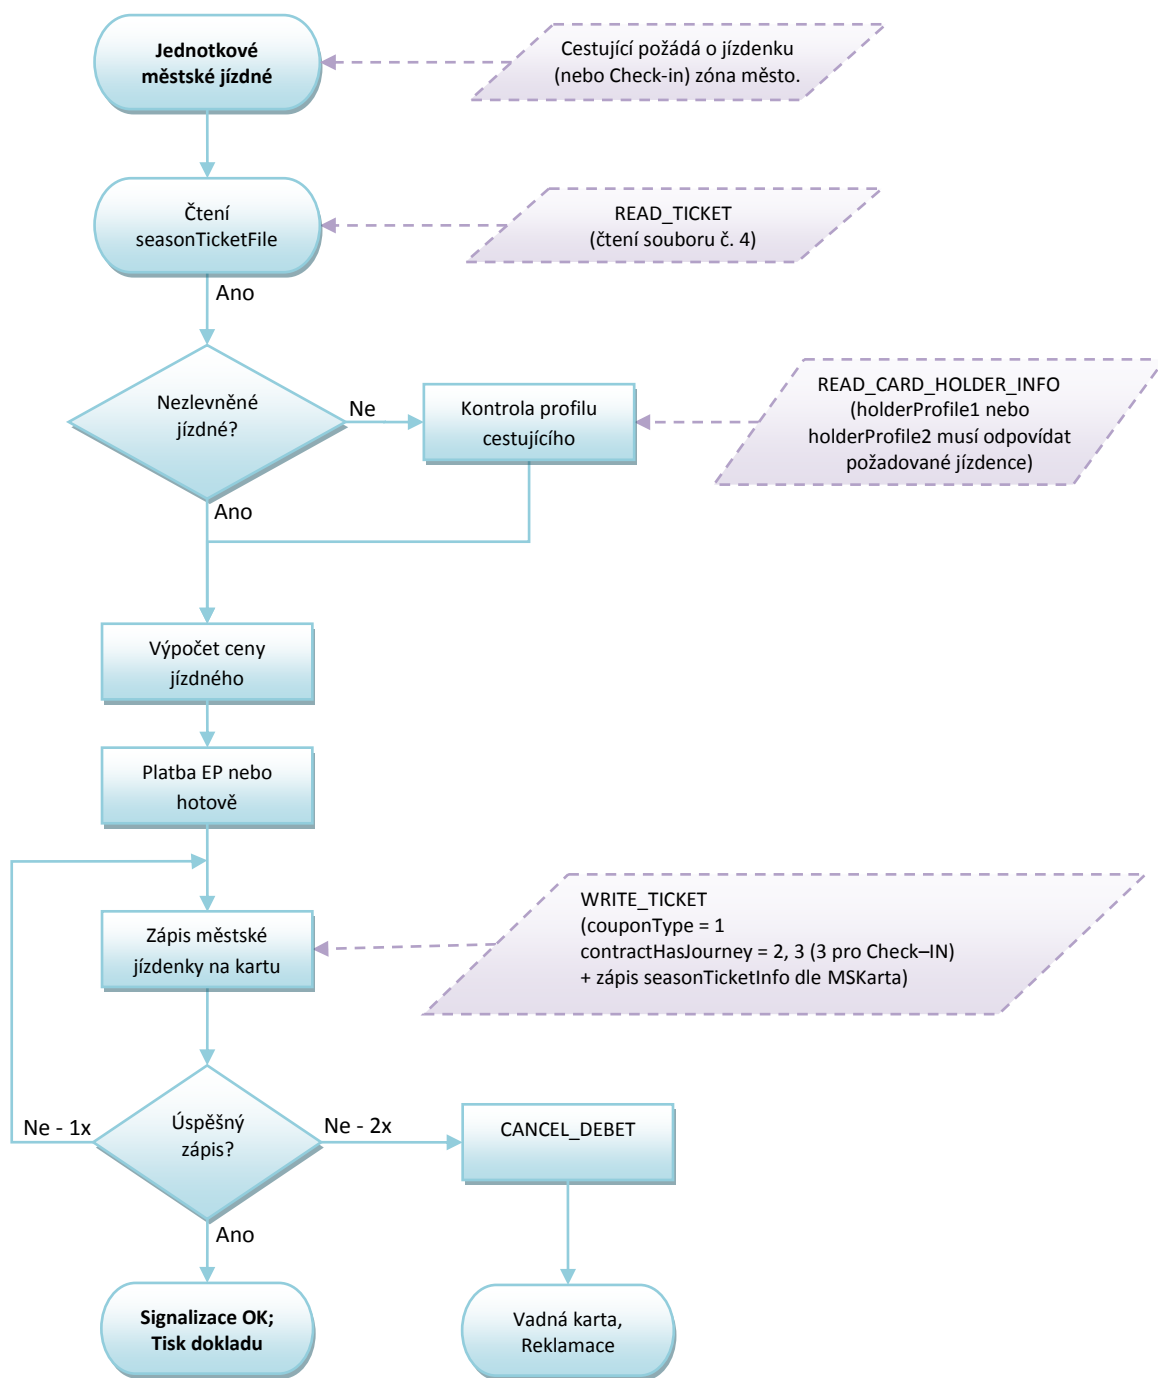 Jednotkové
městské jízdné
Cestující požádá o jízdenku
(nebo Check-in) zóna město.
Čtení
seasonTicketFile
READ_TICKET
(čtení souboru č. 4)
Ano
Nezlevněné
jízdné?
Ne
Kontrola profilu
cestujícího
READ_CARD_HOLDER_INFO
(holderProfile1 nebo
holderProfile2 musí odpovídat
požadované jízdence)
Ano
Výpočet ceny
jízdného
Platba EP nebo
hotově
Zápis městské
jízdenky na kartu
WRITE_TICKET
(couponType = 1
contractHasJourney = 2, 3 (3 pro Check–IN)
+ zápis seasonTicketInfo dle MSKarta)
Ne - 1x
Úspěšný
zápis?
Ne - 2x
CANCEL_DEBET
Ano
Signalizace OK;
Tisk dokladu
Vadná karta,
Reklamace